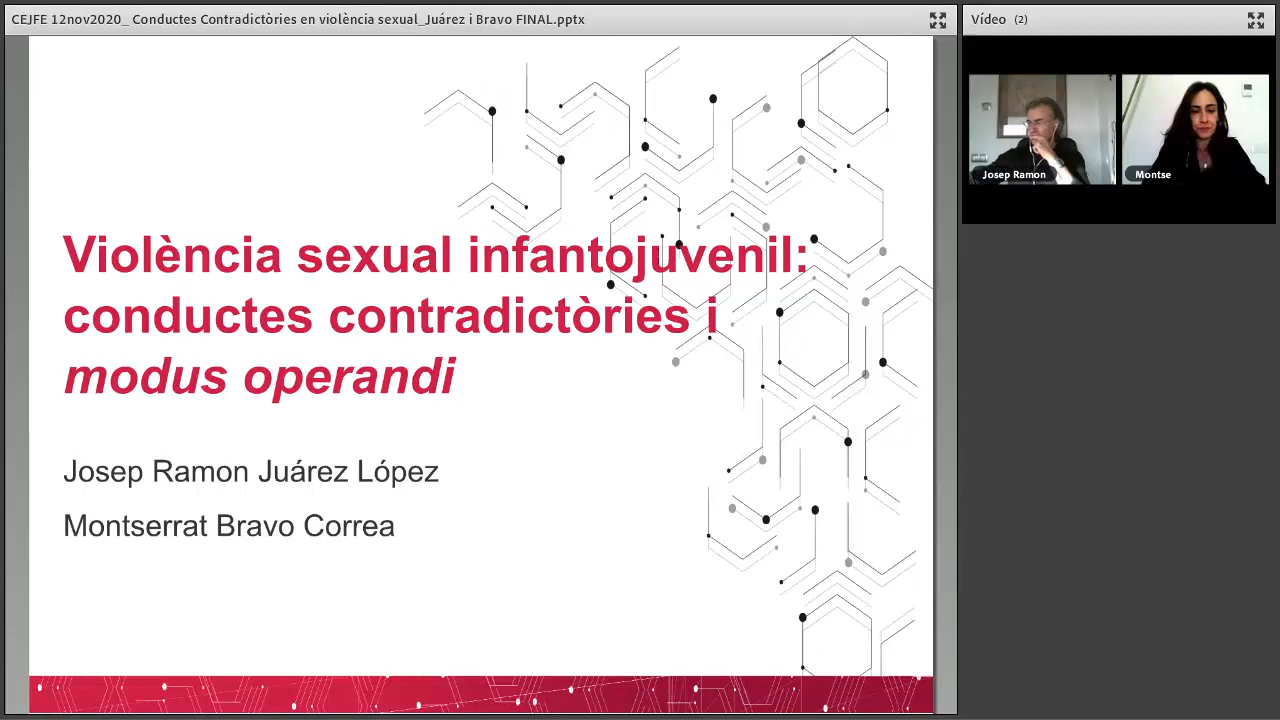 CEJFE 12nov2020_ Conductes Contradictòries en violència sexual_Juárez i Bravo FINAL.pptx
Vídeo (2)
Josep Ramon
Montse
Violència sexual infantojuvenil:
conductes contradictòries i
modus operandi
Josep Ramon Juárez López
Montserrat Bravo Correa